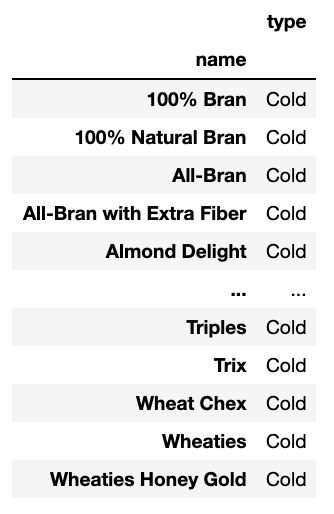 type
name
100% Bran Cold
100% Natural Bran Cold
All-Bran Cold
All-Bran with Extra Fiber Cold
Almond Delight Cold
... ...
Triples Cold
Trix Cold
Wheat Chex Cold
Wheaties Cold
Wheaties Honey Gold Cold